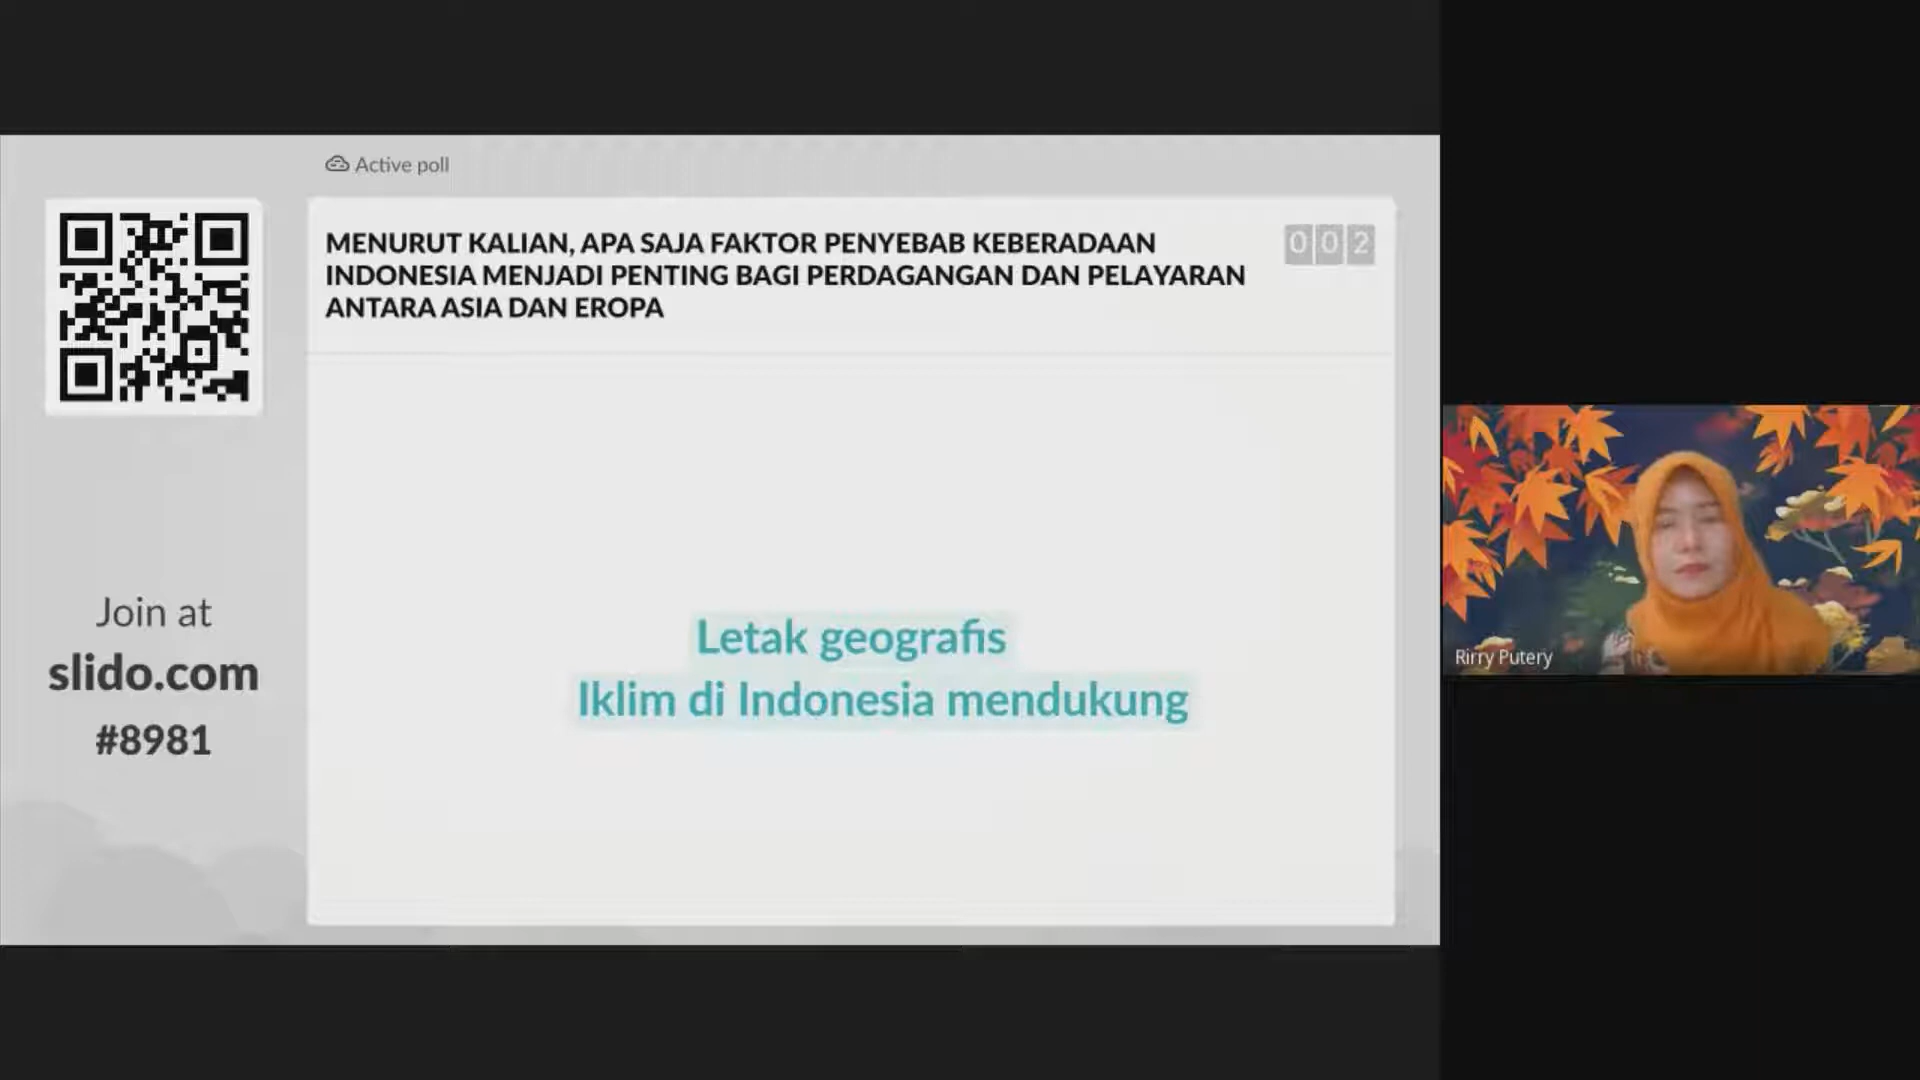 Active poll
MENURUT KALIAN, APA SAJA FAKTOR PENYEBAB KEBERADAAN
INDONESIA MENJADI PENTING BAGI PERDAGANGAN DAN PELAYARAN
ANTARA ASIA DAN EROPA
002
Letak geografis
Iklim di Indonesia mendukung
Join at
slido.com
#8981
Rirry Putery